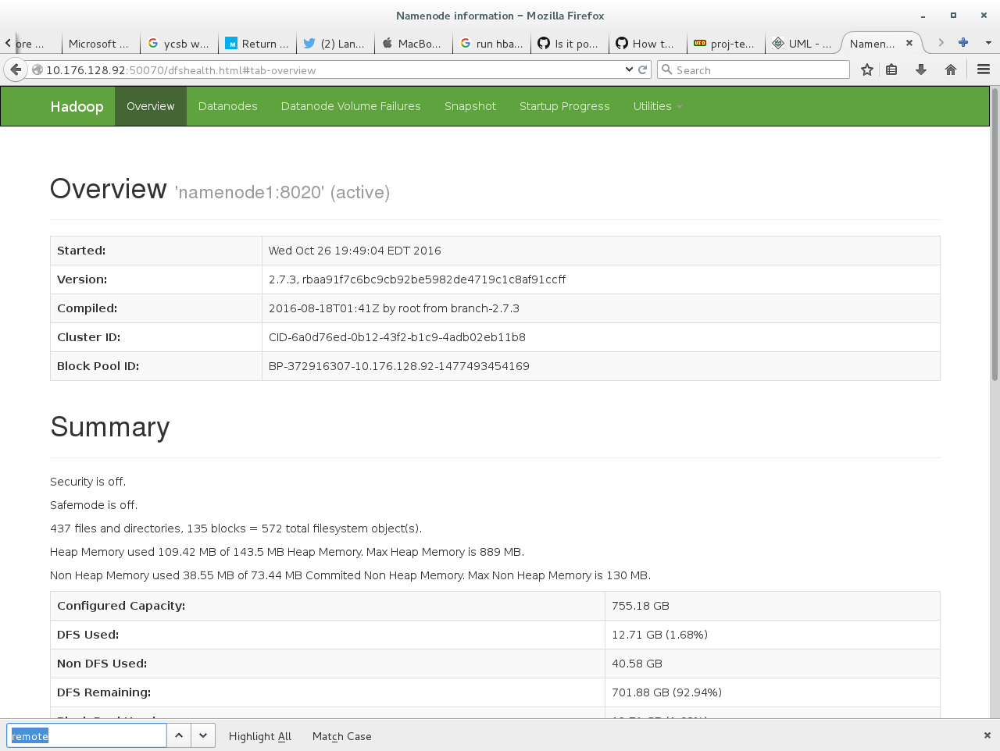 Namenode information – Mozilla Firefox
ore ... Microsoft ... ycsb w... Return ... (2) Lan... MacBo... run hba... Is it po... How t... proj-te... UML - ... Namen...
10.176.128.92:50070/dfshealth.html#tab-overview Search
Hadoop Overview Datanodes Datanode Volume Failures Snapshot Startup Progress Utilities
Overview 'namenode1:8020' (active)
Started: Wed Oct 26 19:49:04 EDT 2016
Version: 2.7.3, rbaa91f7c6bc9cb92be5982de4719c1c8af91ccff
Compiled: 2016-08-18T01:41Z by root from branch-2.7.3
Cluster ID: CID-6a0d76ed-0b12-43f2-b1c9-4adb02eb11b8
Block Pool ID: BP-372916307-10.176.128.92-1477493454169
Summary
Security is off.
Safemode is off.
437 files and directories, 135 blocks = 572 total filesystem object(s).
Heap Memory used 109.42 MB of 143.5 MB Heap Memory. Max Heap Memory is 889 MB.
Non Heap Memory used 38.55 MB of 73.44 MB Commited Non Heap Memory. Max Non Heap Memory is 130 MB.
Configured Capacity: 755.18 GB
DFS Used: 12.71 GB (1.68%)
Non DFS Used: 40.58 GB
DFS Remaining: 701.88 GB (92.94%)
remote Highlight All Match Case